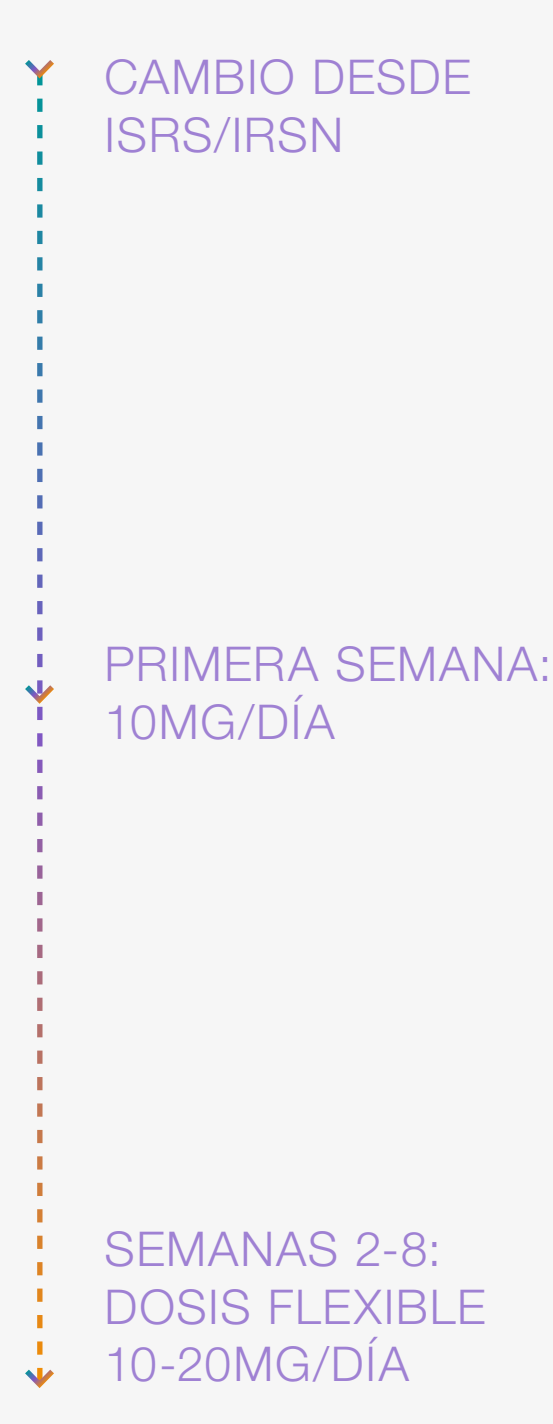 CAMBIO DESDE
ISRS/IRSN
PRIMERA SEMANA:
10MG/DÍA
SEMANAS 2-8:
DOSIS FLEXIBLE
10-20MG/DÍA